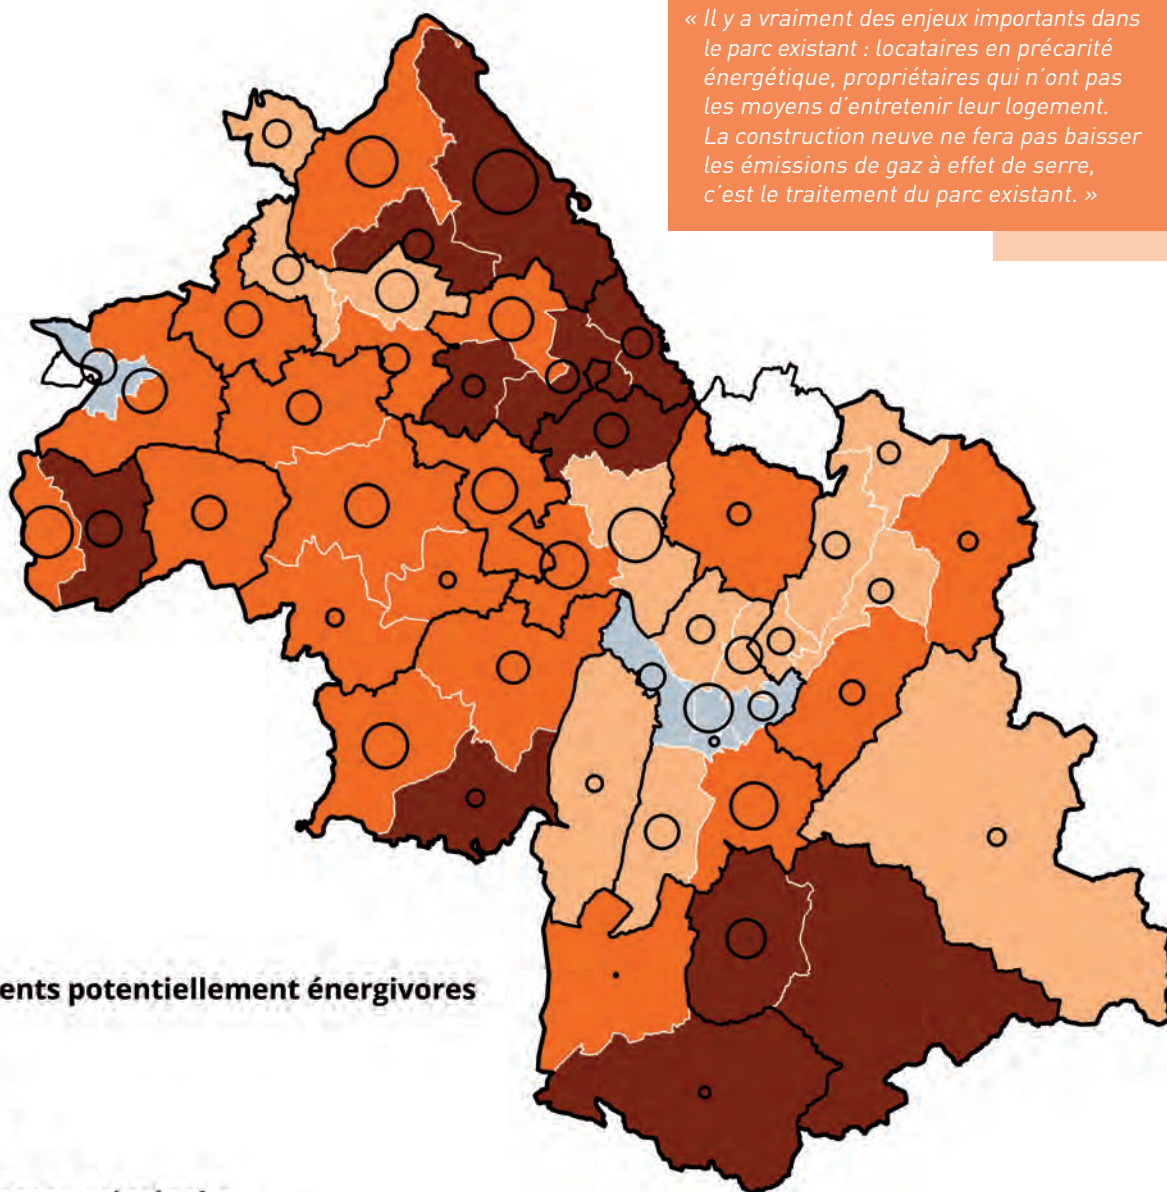 « Il y a vraiment des enjeux importants dans
le parc existant : locataires en précarité
énergétique, propriétaires qui n'ont pas
les moyens d'entretenir leur logement.
La construction neuve ne fera pas baisser
les émissions de gaz à effet de serre,
c'est le traitement du parc existant. »
ents potentiellement énergivores